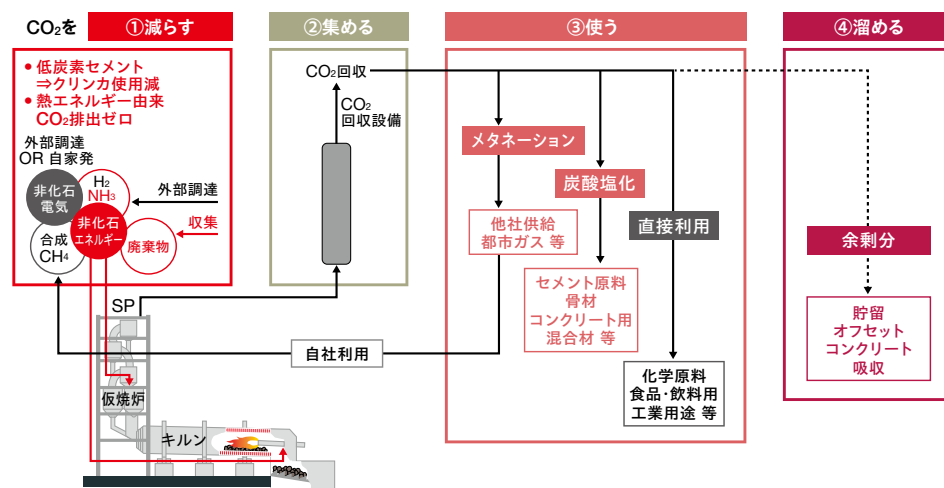 CO₂を
①減らす
②集める
③使う
④溜める
• 低炭素セメント
⇒クリンカ使用減
• 熱エネルギー由来
CO₂排出ゼロ
外部調達
OR 自家発
非化石
電気
H₂
NH₃
外部調達
非化石
エネルギー
収集
廃棄物
合成
CH₄
CO₂回収
CO₂
回収設備
メタネーション
炭酸塩化
直接利用
余剰分
他社供給
都市ガス 等
セメント原料
骨材
コンクリート用
混合材 等
化学原料
食品・飲料用
工業用途 等
貯留
オフセット
コンクリート
吸収
自社利用
SP
仮焼炉
キルン